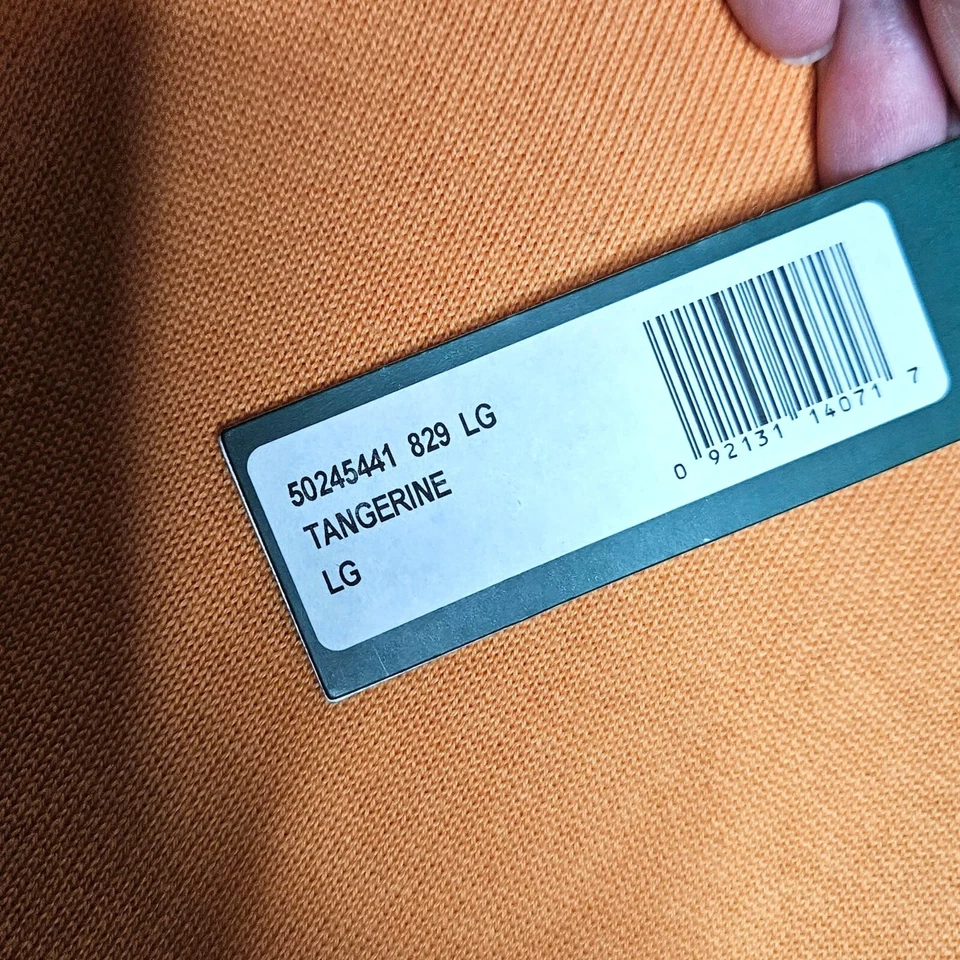 50245441 829 LG
TANGERINE
LG
0 92131 14071 7